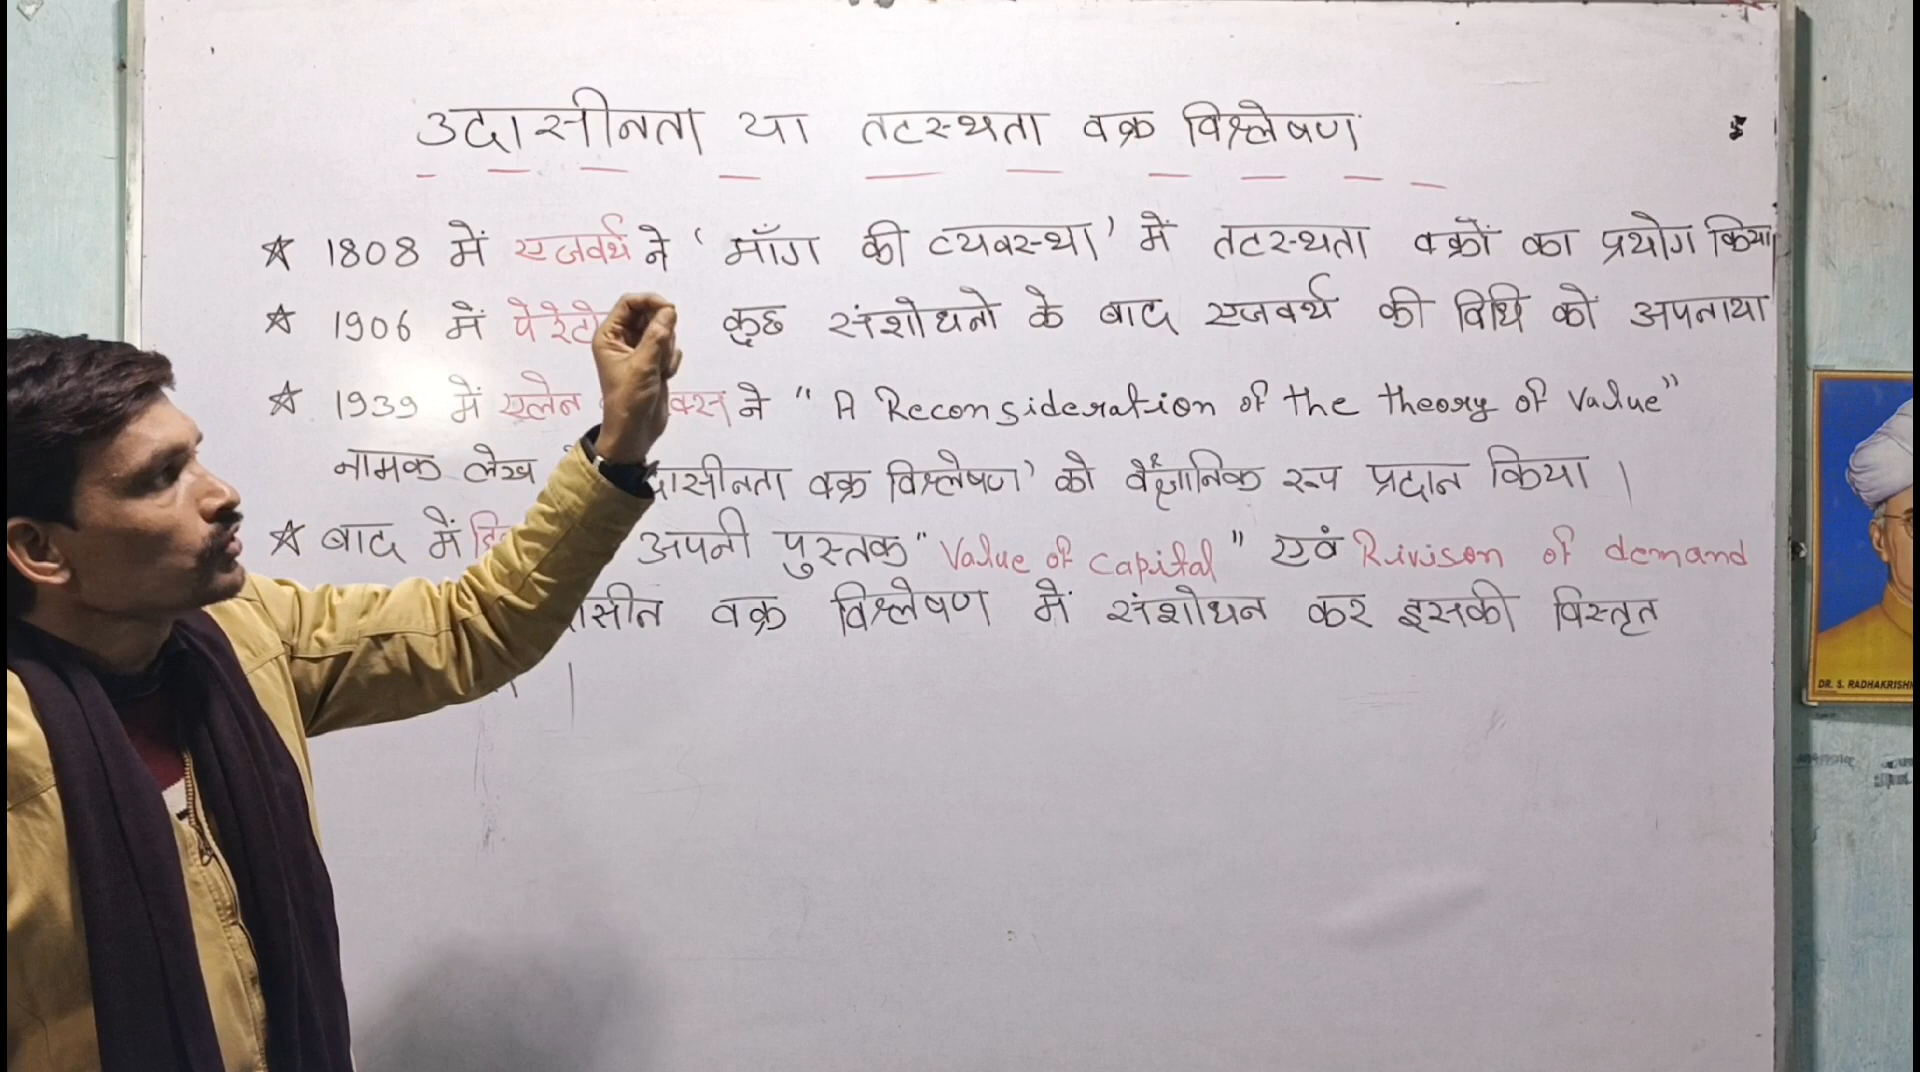 उदासीनता या तटस्थता वक्र विश्लेषण
☆ 1808 में एजवर्थ ने ‘माँग की व्यवस्था’ में तटस्थता वक्रों का प्रयोग किया।
☆ 1906 में पेरेटो कुछ संशोधनो के बाद एजवर्थ की विधि को अपनाया
☆ 1939 में एलेन ने “A Reconsideration of the theory of Value”
नामक लेख वक्र विश्लेषण’ को वैज्ञानिक रूप प्रदान किया।
☆ बाद में अपनी पुस्तक “Value of Capital” एवं Rivison of demand
वक्र विश्लेषण में संशोधन कर इसकी विस्तृत
DR. S. RADHAKRISHN